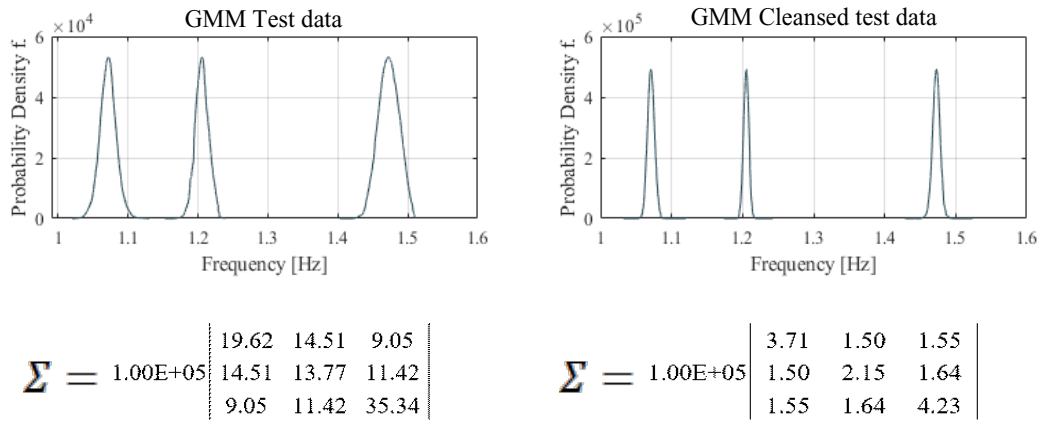 GMM Test data
×10⁴
6
4
2
0
Probability Density f.
1 1.1 1.2 1.3 1.4 1.5 1.6
Frequency [Hz]
GMM Cleansed test data
×10⁵
6
4
2
0
Probability Density f.
1 1.1 1.2 1.3 1.4 1.5 1.6
Frequency [Hz]
Σ = 1.00E+05
19.62 14.51 9.05
14.51 13.77 11.42
9.05 11.42 35.34
Σ = 1.00E+05
3.71 1.50 1.55
1.50 2.15 1.64
1.55 1.64 4.23